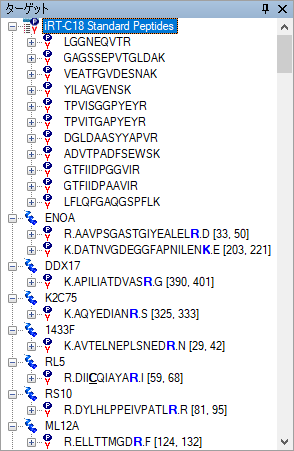 ターゲット
iRT-C18 Standard Peptides
LGGNEQVTR
GAGSSEPVTGLDAK
VEATFGVDESNAK
YILAGVENSK
TPVISGGPYEYR
TPVITGAPYEYR
DGLDAASYYAPVR
ADVTPADFSEWSK
GTFIIDPGGVIR
GTFIIDPAAVIR
LFLQFGAQGSPFLK
ENOA
R.AAVPSGASTGIYEALELR.D [33, 50]
K.DATNVGDEGGFAPNILENK.E [203, 221]
DDX17
K.APILIATDVASR.G [390, 401]
K2C75
K.AQYEDIANR.S [325, 333]
1433F
K.AVTELNEPLSNEDR.N [29, 42]
RL5
R.DIICQIAYAR.I [59, 68]
RS10
R.DYLHLPPEIVPATLR.R [81, 95]
ML12A
R.ELLTTMGDR.F [124, 132]